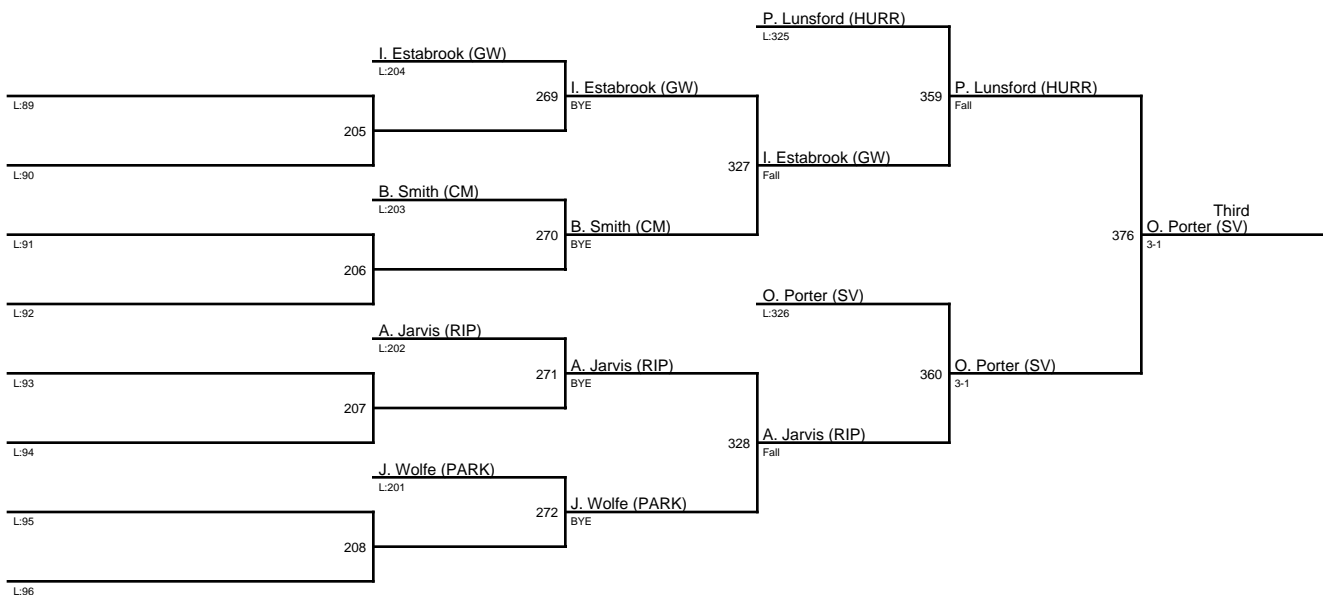 P. Lunsford (HURR)
L:325
I. Estabrook (GW)
L:204
269
I. Estabrook (GW)
BYE
359
P. Lunsford (HURR)
Fall
L:89
205
L:90
327
I. Estabrook (GW)
Fall
B. Smith (CM)
L:203
270
B. Smith (CM)
BYE
L:91
206
L:92
376
Third
O. Porter (SV)
3-1
O. Porter (SV)
L:326
A. Jarvis (RIP)
L:202
271
A. Jarvis (RIP)
BYE
360
O. Porter (SV)
3-1
L:93
207
L:94
328
A. Jarvis (RIP)
Fall
J. Wolfe (PARK)
L:201
272
J. Wolfe (PARK)
BYE
L:95
208
L:96